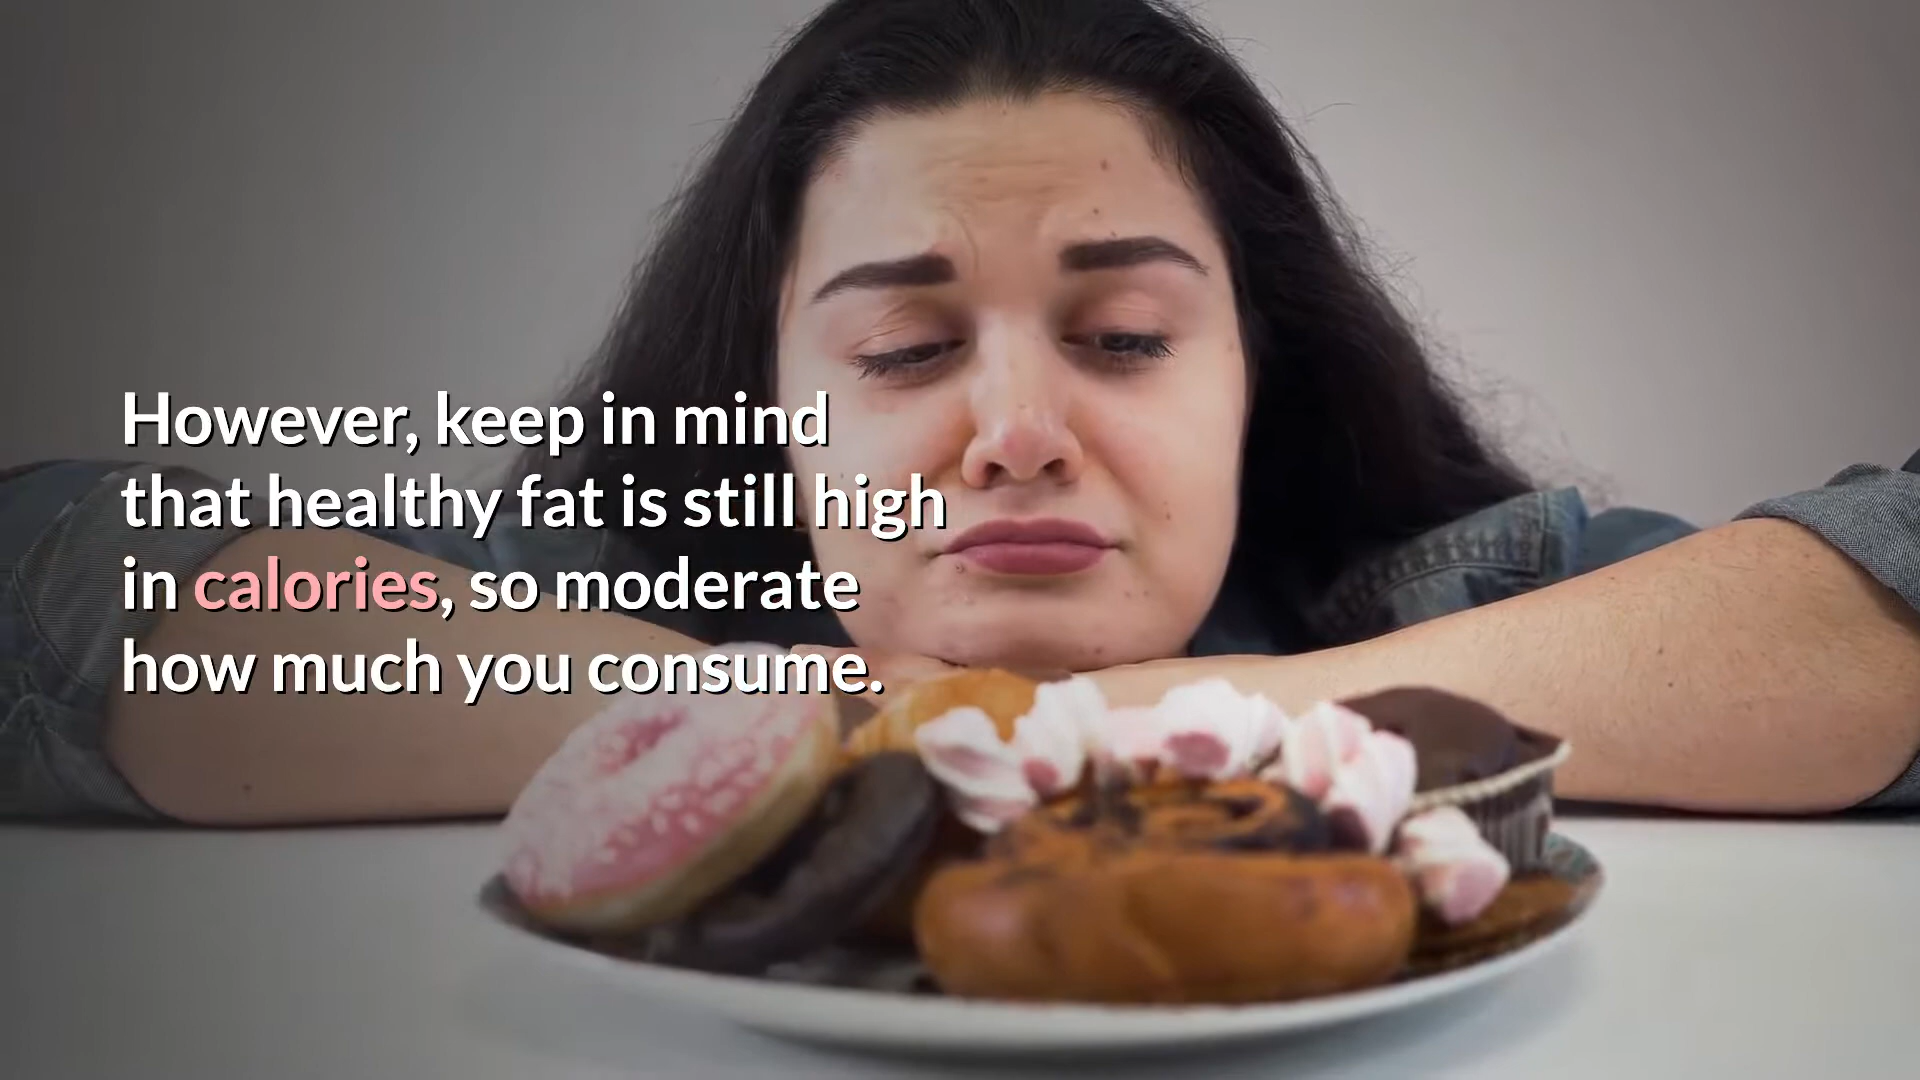 However, keep in mind
that healthy fat is still high
in calories, so moderate
how much you consume.